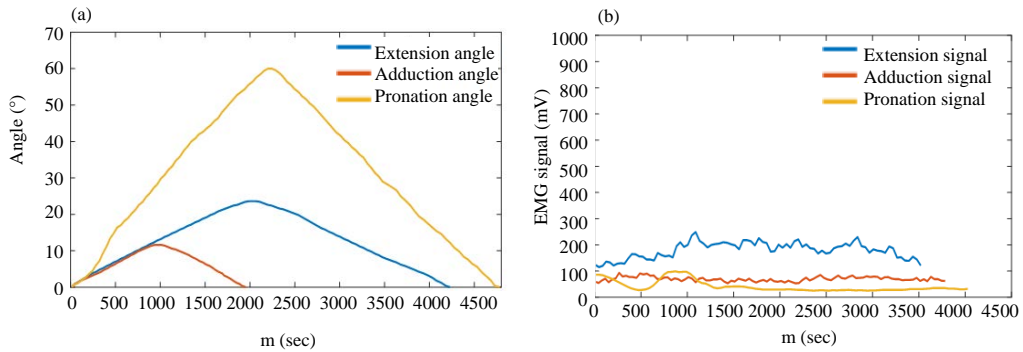 (a)
70
60
50
40
30
20
10
0
Angle (°)
Extension angle
Adduction angle
Pronation angle
0 500 1000 1500 2000 2500 3000 3500 4000 4500
m (sec)
(b)
1000
900
800
600
400
300
200
100
0
EMG signal (mV)
Extension signal
Adduction signal
Pronation signal
0 500 1000 1500 2000 2500 3000 3500 4000 4500
m (sec)